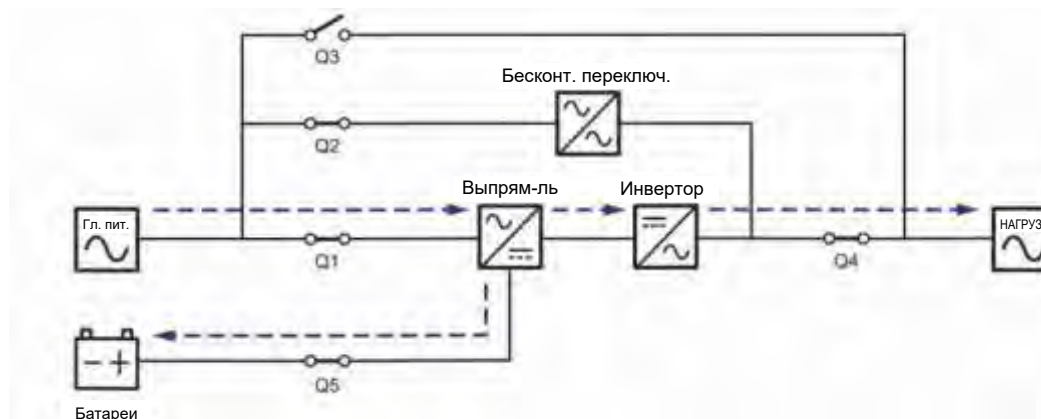 Q3
Бесконт. переключ.
Q2
Выпрям-ль
Инвертор
Гл. пит.
НАГРУЗ
Q1
Q4
Q5
Батареи